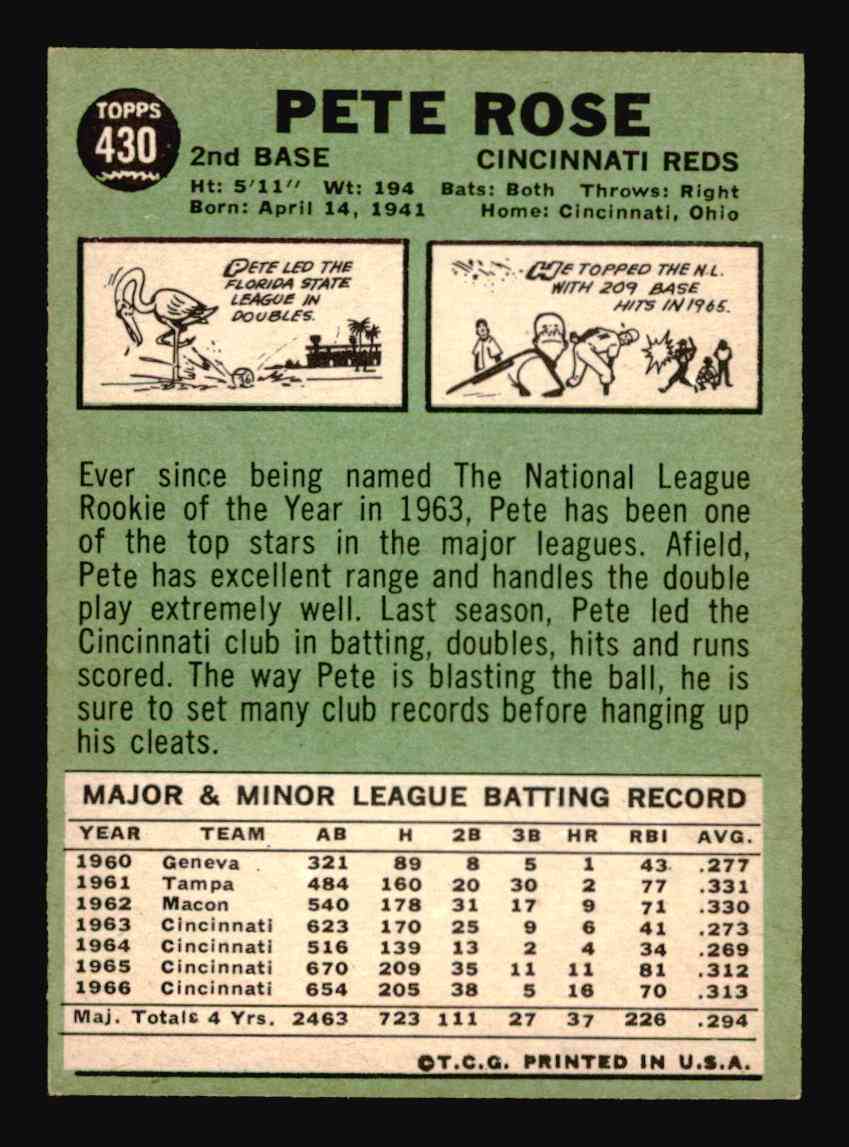 TOPPS
430
PETE ROSE
2nd BASE CINCINNATI REDS
Ht: 5'11" Wt: 194 Bats: Both Throws: Right
Born: April 14, 1941 Home: Cincinnati, Ohio
PETE LED THE
FLORIDA STATE
LEAGUE IN
DOUBLES.
HE TOPPED THE N.L.
WITH 209 BASE
HITS IN 1965.
Ever since being named The National League
Rookie of the Year in 1963, Pete has been one
of the top stars in the major leagues. Afield,
Pete has excellent range and handles the double
play extremely well. Last season, Pete led the
Cincinnati club in batting, doubles, hits and runs
scored. The way Pete is blasting the ball, he is
sure to set many club records before hanging up
his cleats.
MAJOR & MINOR LEAGUE BATTING RECORD
YEAR TEAM AB H 2B 3B HR RBI AVG.
1960 Geneva 321 89 8 5 1 43 .277
1961 Tampa 484 160 20 30 2 77 .331
1962 Macon 540 178 31 17 9 71 .330
1963 Cincinnati 623 170 25 9 6 41 .273
1964 Cincinnati 516 139 13 2 4 34 .269
1965 Cincinnati 670 209 35 11 11 81 .312
1966 Cincinnati 654 205 38 5 16 70 .313
Maj. Totals 4 Yrs. 2463 723 111 27 37 226 .294
©T.C.G. PRINTED IN U.S.A.